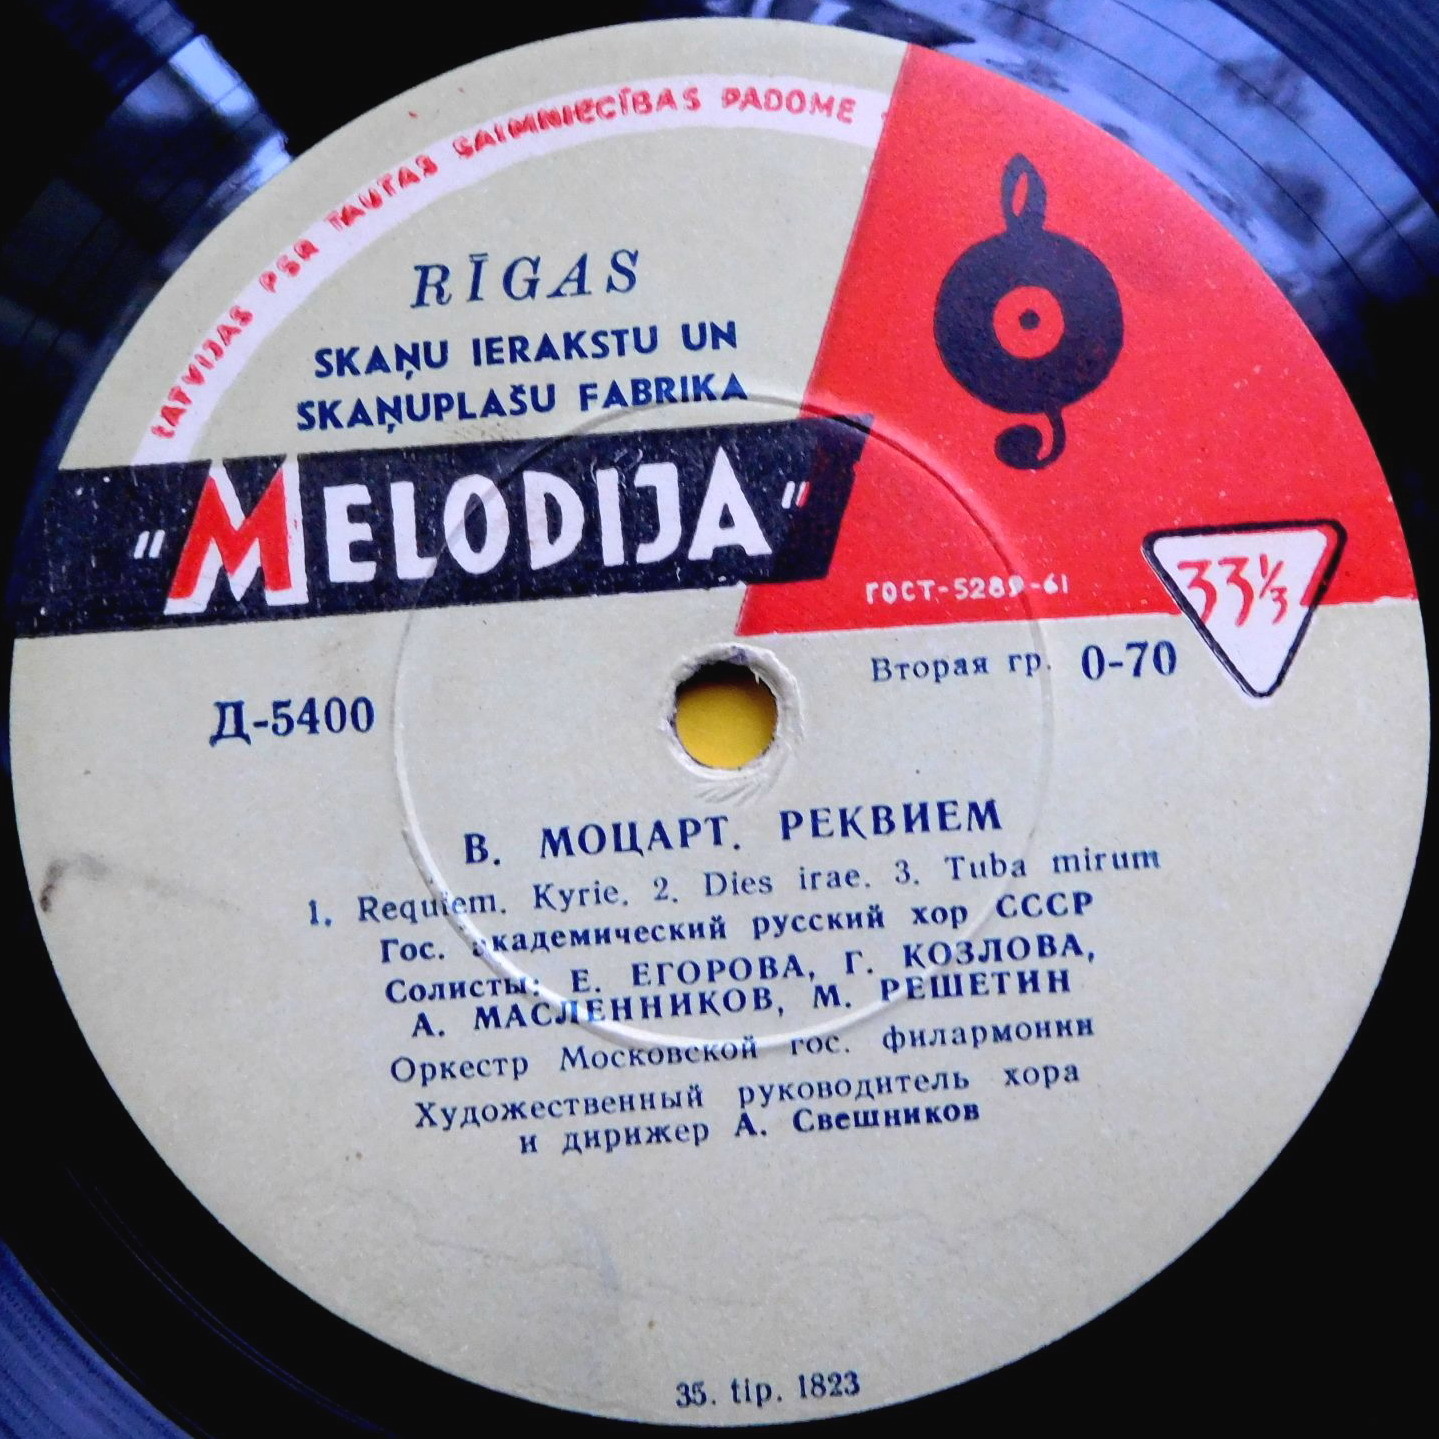 LATVIJAS PSR TAUTAS SAIMNIECĪBAS PADOME
RĪGAS
SKAŅU IERAKSTU UN
SKAŅUPLAŠU FABRIKA
"MELODIJA"
ГОСТ-5289-61
33⅓
Вторая гр. 0-70
Д-5400
В. МОЦАРТ. РЕКВИЕМ
1. Requiem. Kyrie. 2. Dies irae. 3. Tuba mirum
Гос. академический русский хор СССР
Солисты: Е. ЕГОРОВА, Г. КОЗЛОВА,
А. МАСЛЕННИКОВ, М. РЕШЕТИН
Оркестр Московской гос. филармонии
Художественный руководитель хора
и дирижер А. Свешников
35. tip. 1823